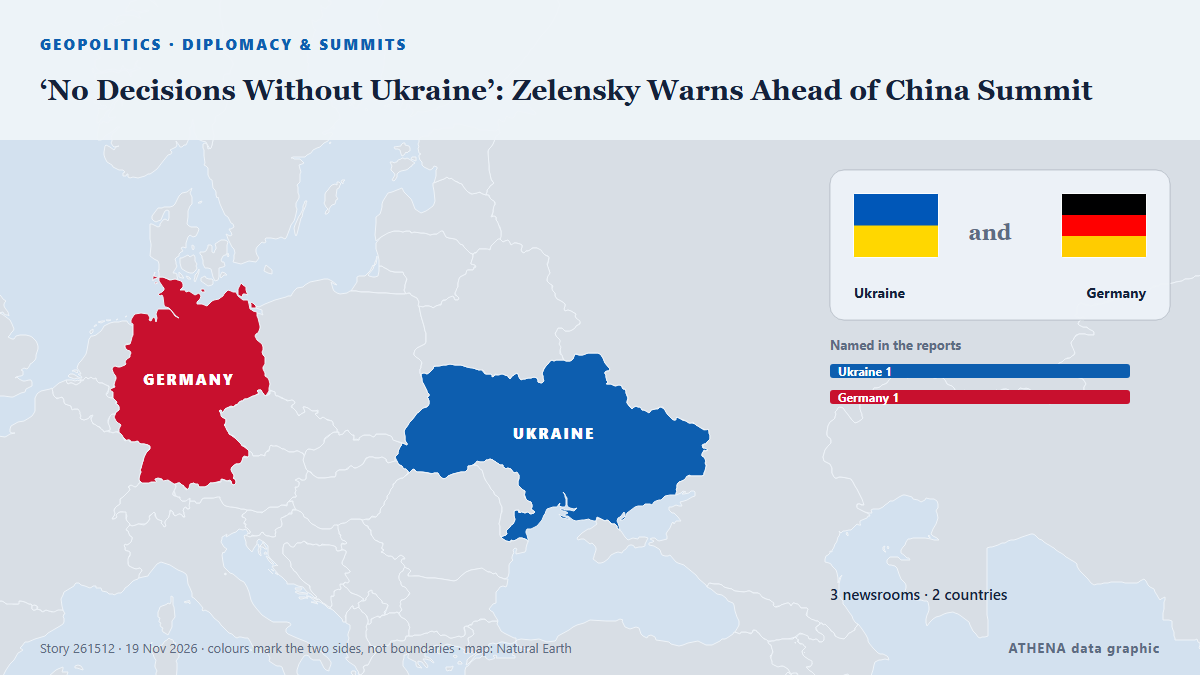 GEOPOLITICS · DIPLOMACY & SUMMITS
‘No Decisions Without Ukraine’: Zelensky Warns Ahead of China Summit
and
Ukraine
Germany
Named in the reports
Ukraine 1
Germany 1
GERMANY
UKRAINE
3 newsrooms · 2 countries
Story 261512 · 19 Nov 2026 · colours mark the two sides, not boundaries · map: Natural Earth
ATHENA data graphic